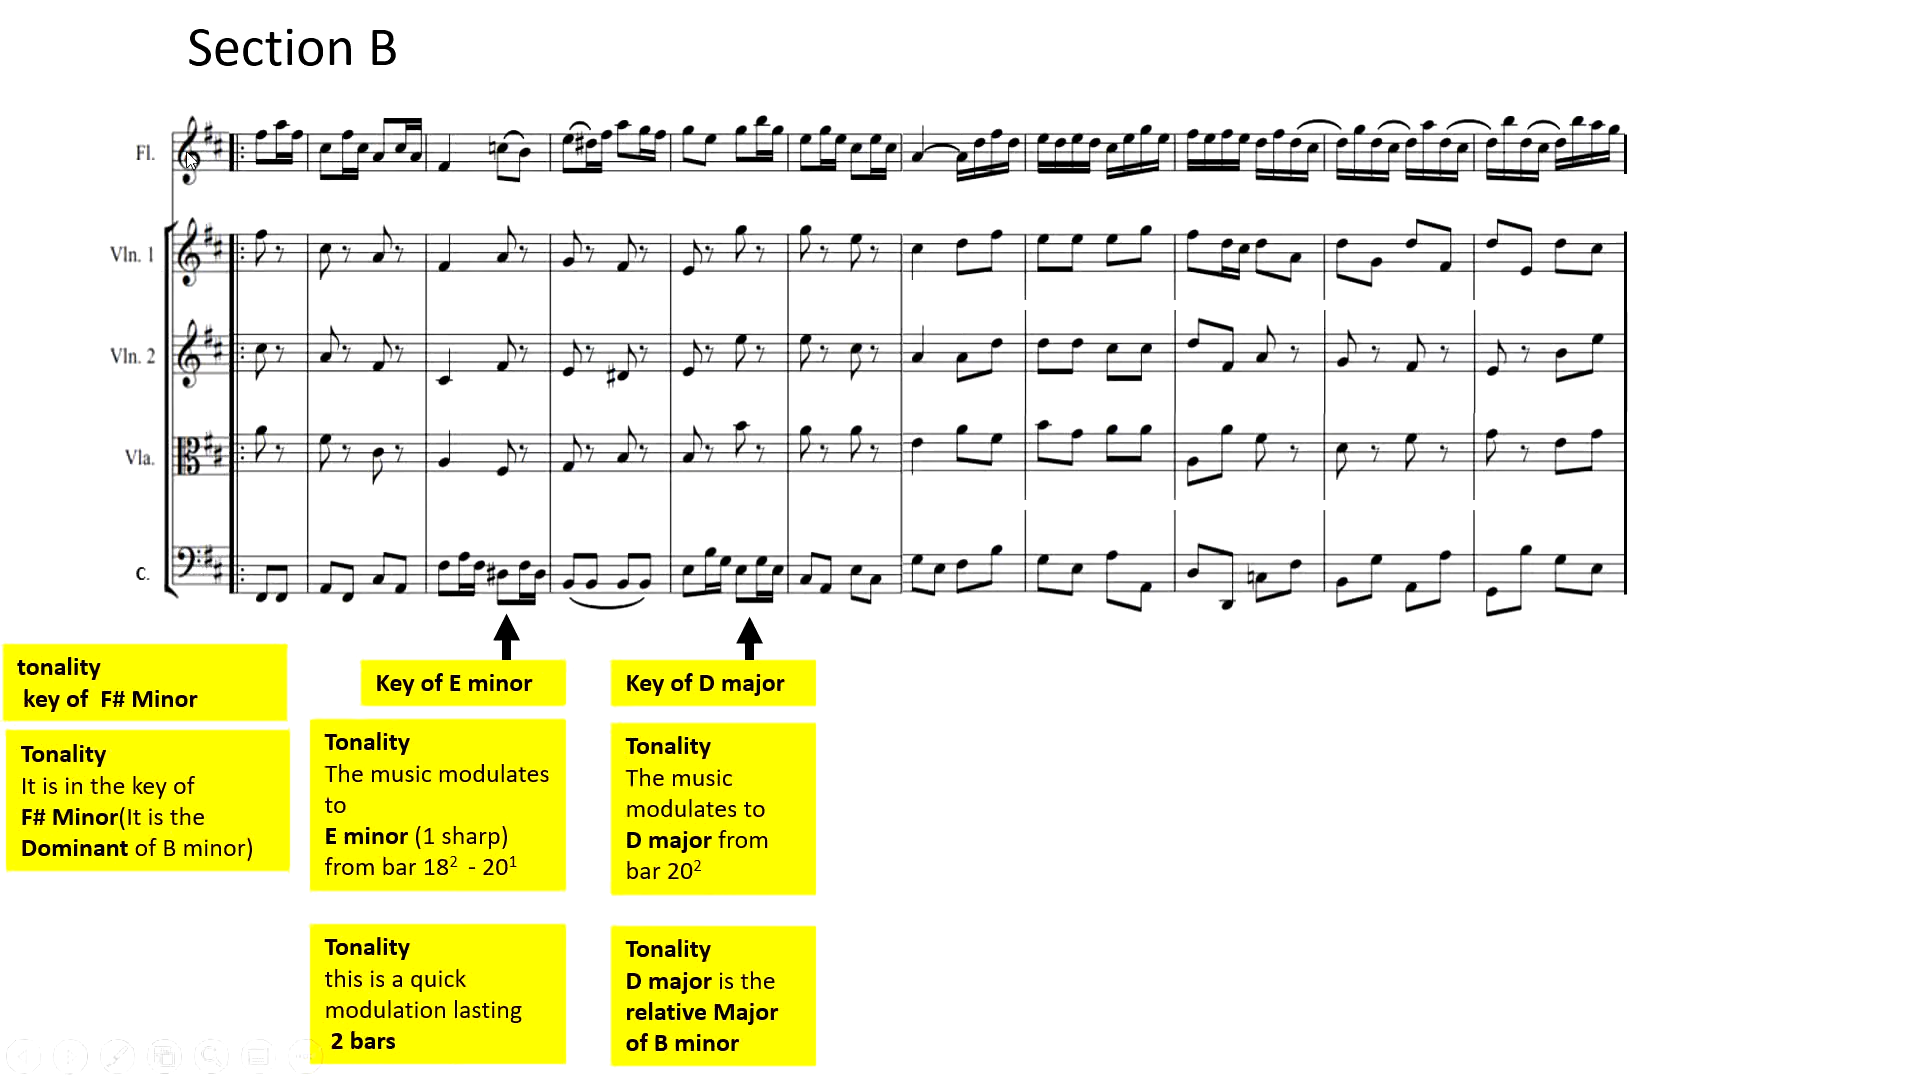 Section B
Fl.
Vln. 1
Vln. 2
Vla.
C.
tonality
key of F# Minor
Tonality
It is in the key of
F# Minor(It is the
Dominant of B minor)
Key of E minor
Tonality
The music modulates
to
E minor (1 sharp)
from bar 18² - 20¹
Tonality
this is a quick
modulation lasting
2 bars
Key of D major
Tonality
The music
modulates to
D major from
bar 20²
Tonality
D major is the
relative Major
of B minor